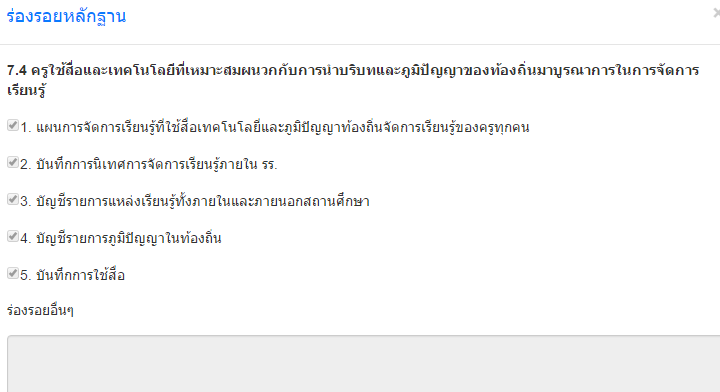 ร่องรอยหลักฐาน
7.4 ครูใช้สื่อและเทคโนโลยีที่เหมาะสมผนวกกับการนำบริบทและภูมิปัญญาของท้องถิ่นมาบูรณาการในการจัดการ
เรียนรู้
1. แผนการจัดการเรียนรู้ที่ใช้สื่อเทคโนโลยีและภูมิปัญญาท้องถิ่นจัดการเรียนรู้ของครูทุกคน
2. บันทึกการนิเทศการจัดการเรียนรู้ภายใน รร.
3. บัญชีรายการแหล่งเรียนรู้ทั้งภายในและภายนอกสถานศึกษา
4. บัญชีรายการภูมิปัญญาในท้องถิ่น
5. บันทึกการใช้สื่อ
ร่องรอยอื่นๆ